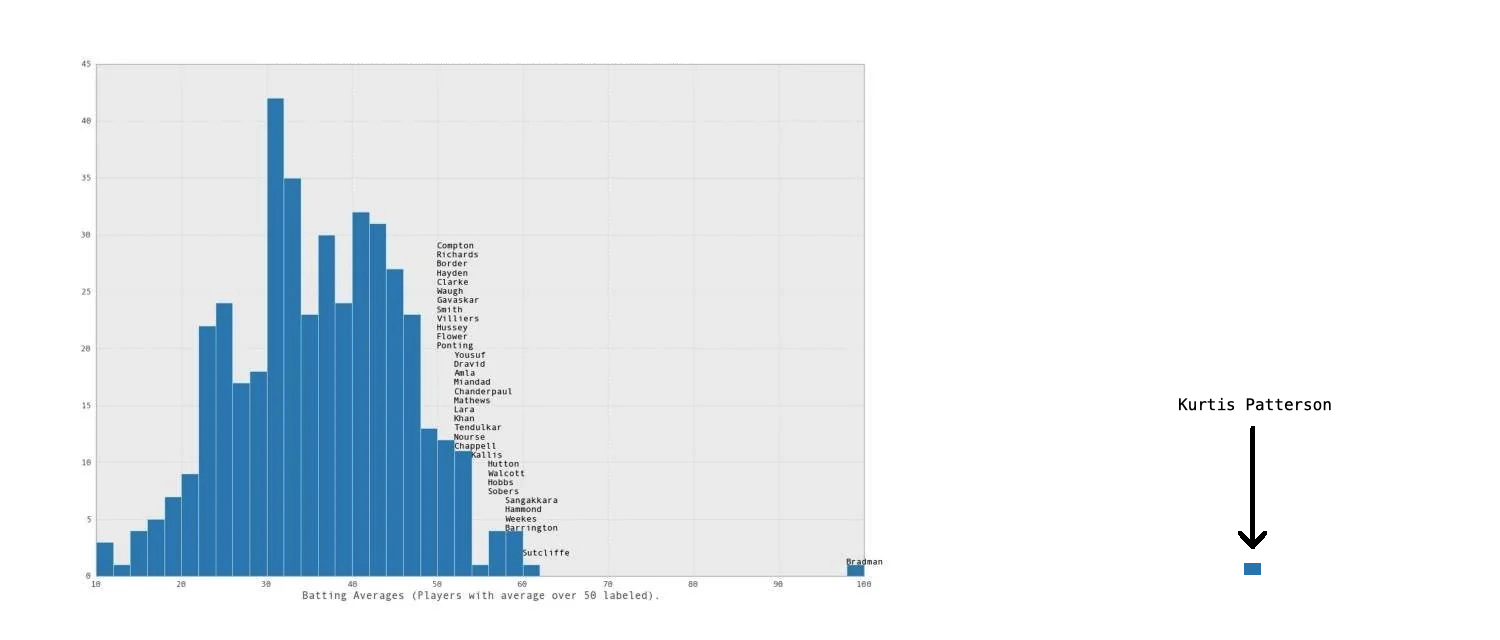 45
40
35
30
25
20
15
10
5
0
Compton
Richards
Border
Hayden
Clarke
Waugh
Gavaskar
Smith
Villiers
Hussey
Flower
Ponting
Yousuf
Dravid
Amla
Miandad
Chanderpaul
Mathews
Lara
Khan
Tendulkar
Nourse
Chappell
Kallis
Hutton
Walcott
Hobbs
Sobers
Sangakkara
Hammond
Weekes
Barrington
Sutcliffe
Bradman
Kurtis Patterson
10 20 30 40 50 60 70 80 90 100
Batting Averages (Players with average over 50 labeled).